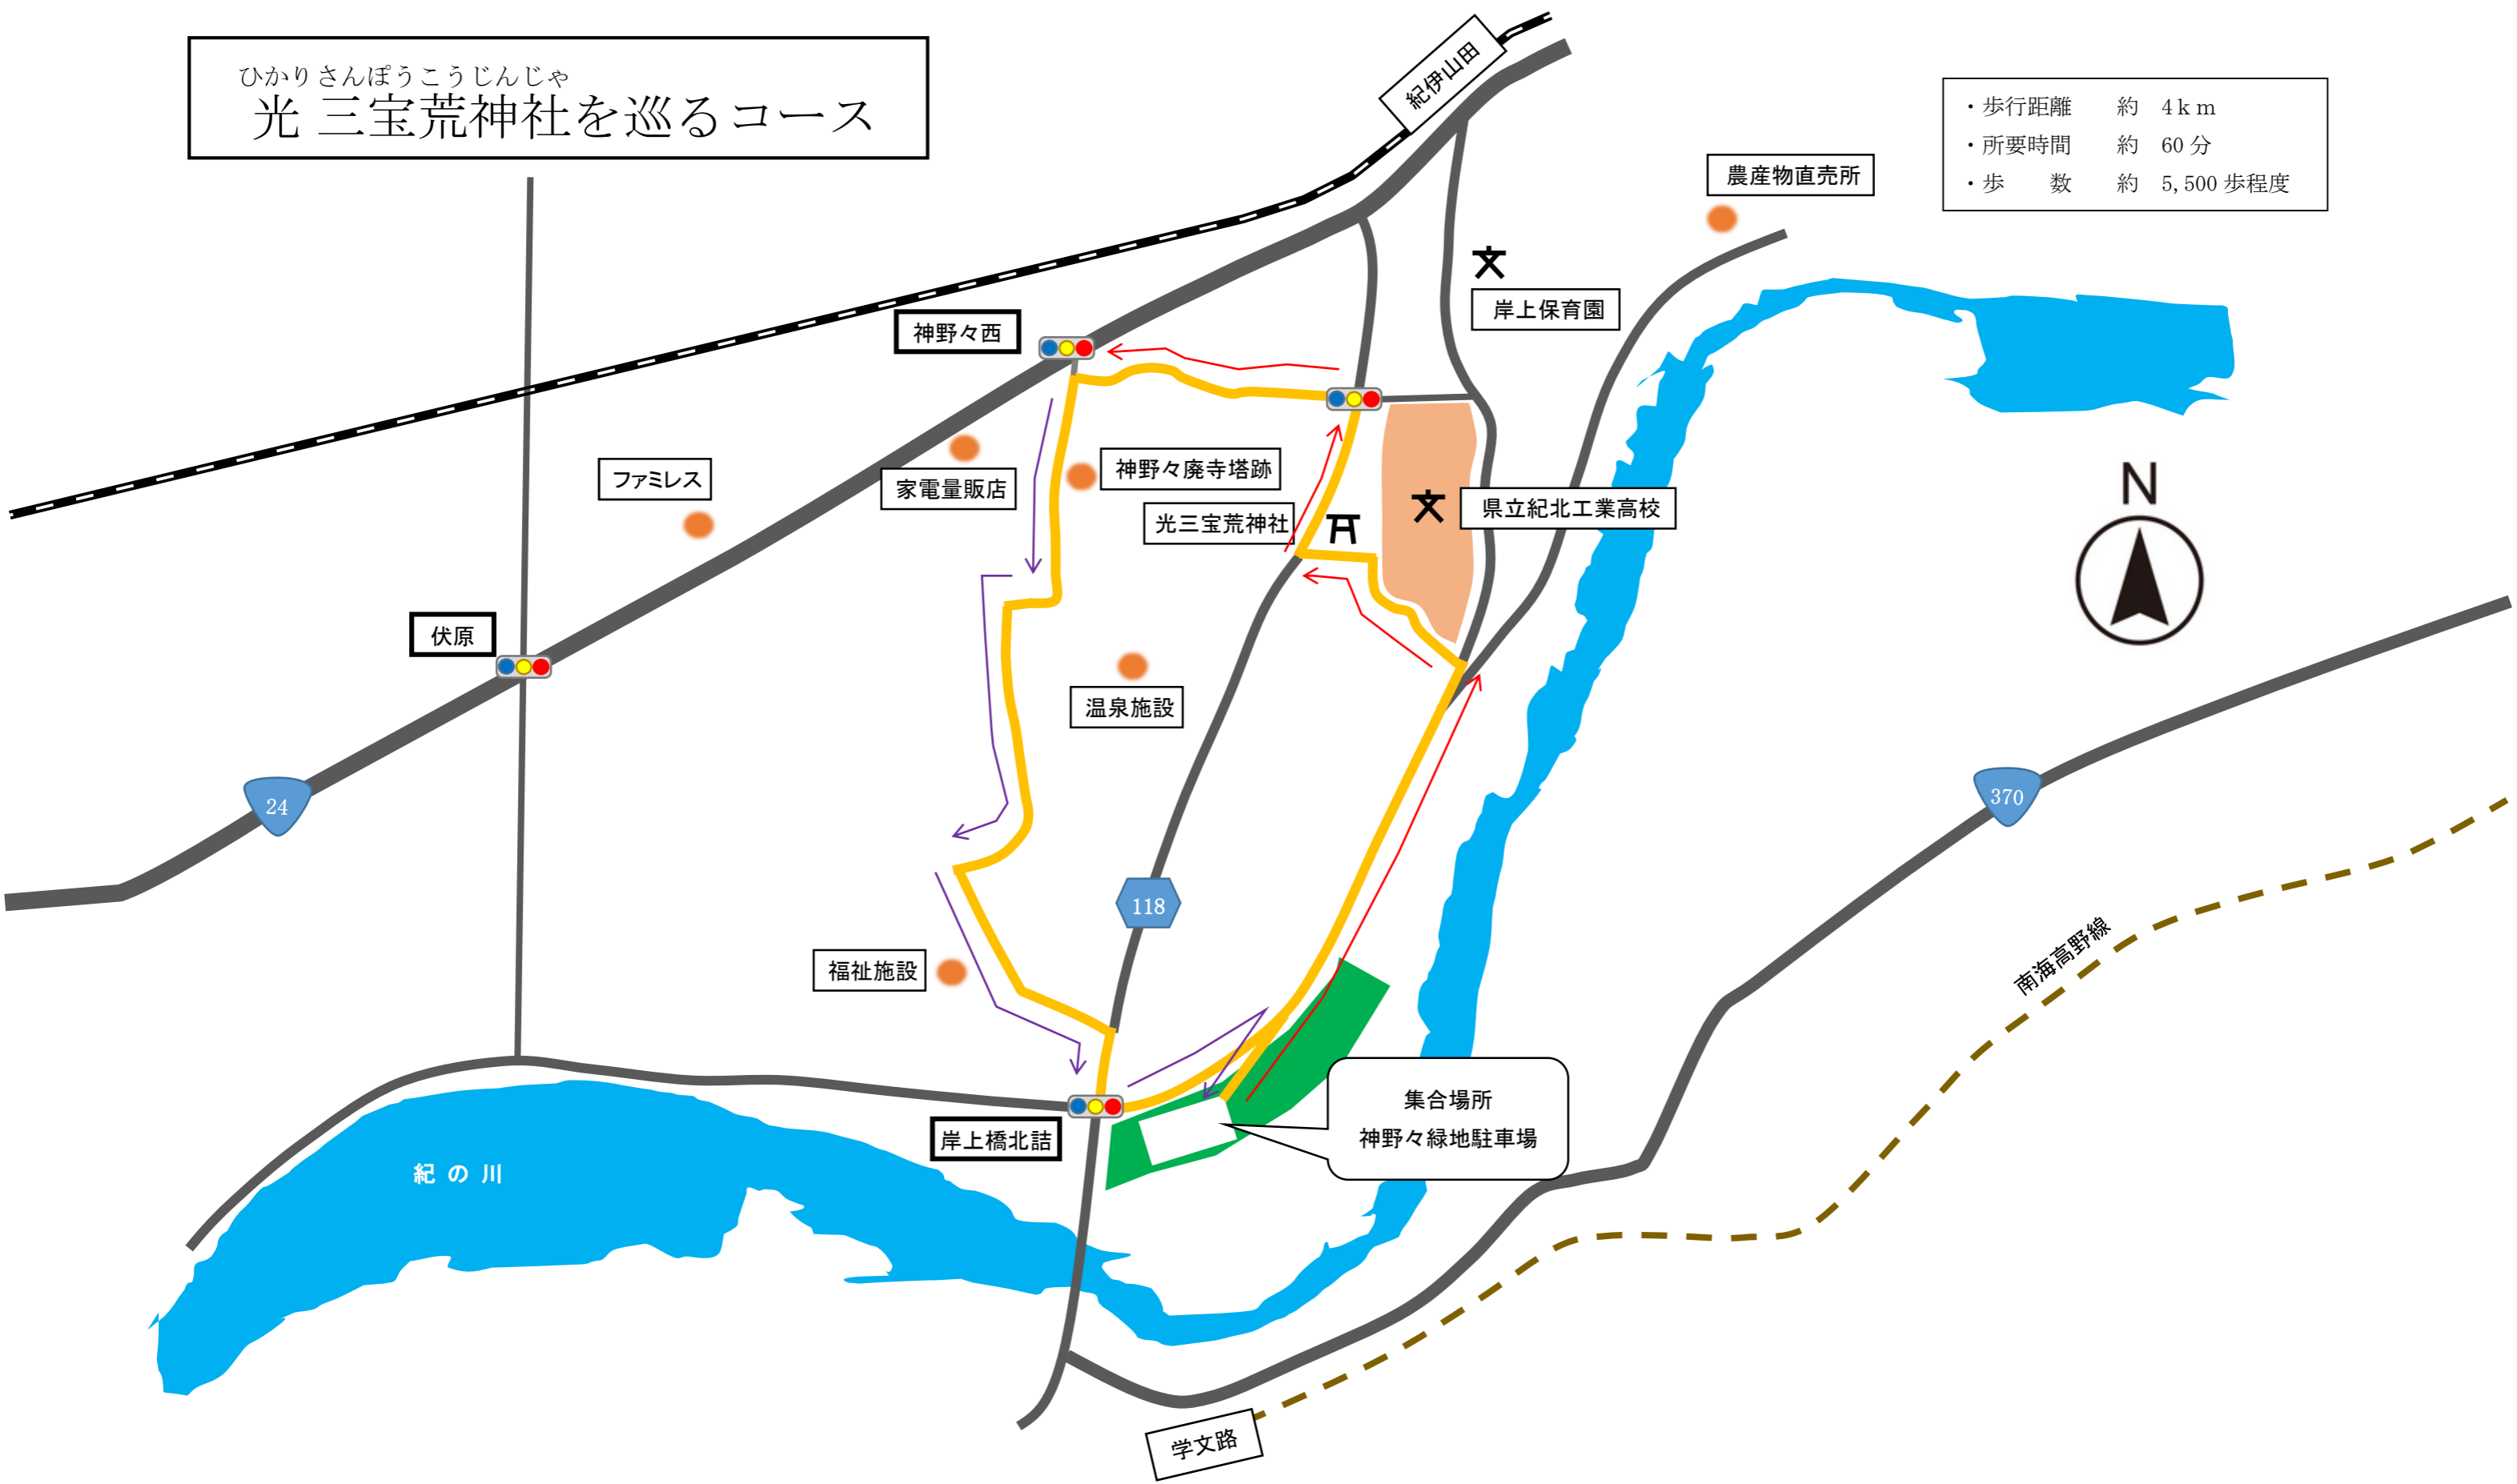 ひかりさんぽうこうじんじゃ
光 三宝荒神社を巡るコース
紀伊山田
・歩行距離 約 4km
・所要時間 約 60分
・歩 数 約 5,500歩程度
農産物直売所
岸上保育園
神野々西
ファミレス
家電量販店
神野々廃寺塔跡
光三宝荒神社
県立紀北工業高校
N
伏原
温泉施設
24
370
118
南海高野線
福祉施設
集合場所
神野々緑地駐車場
岸上橋北詰
紀の川
学文路